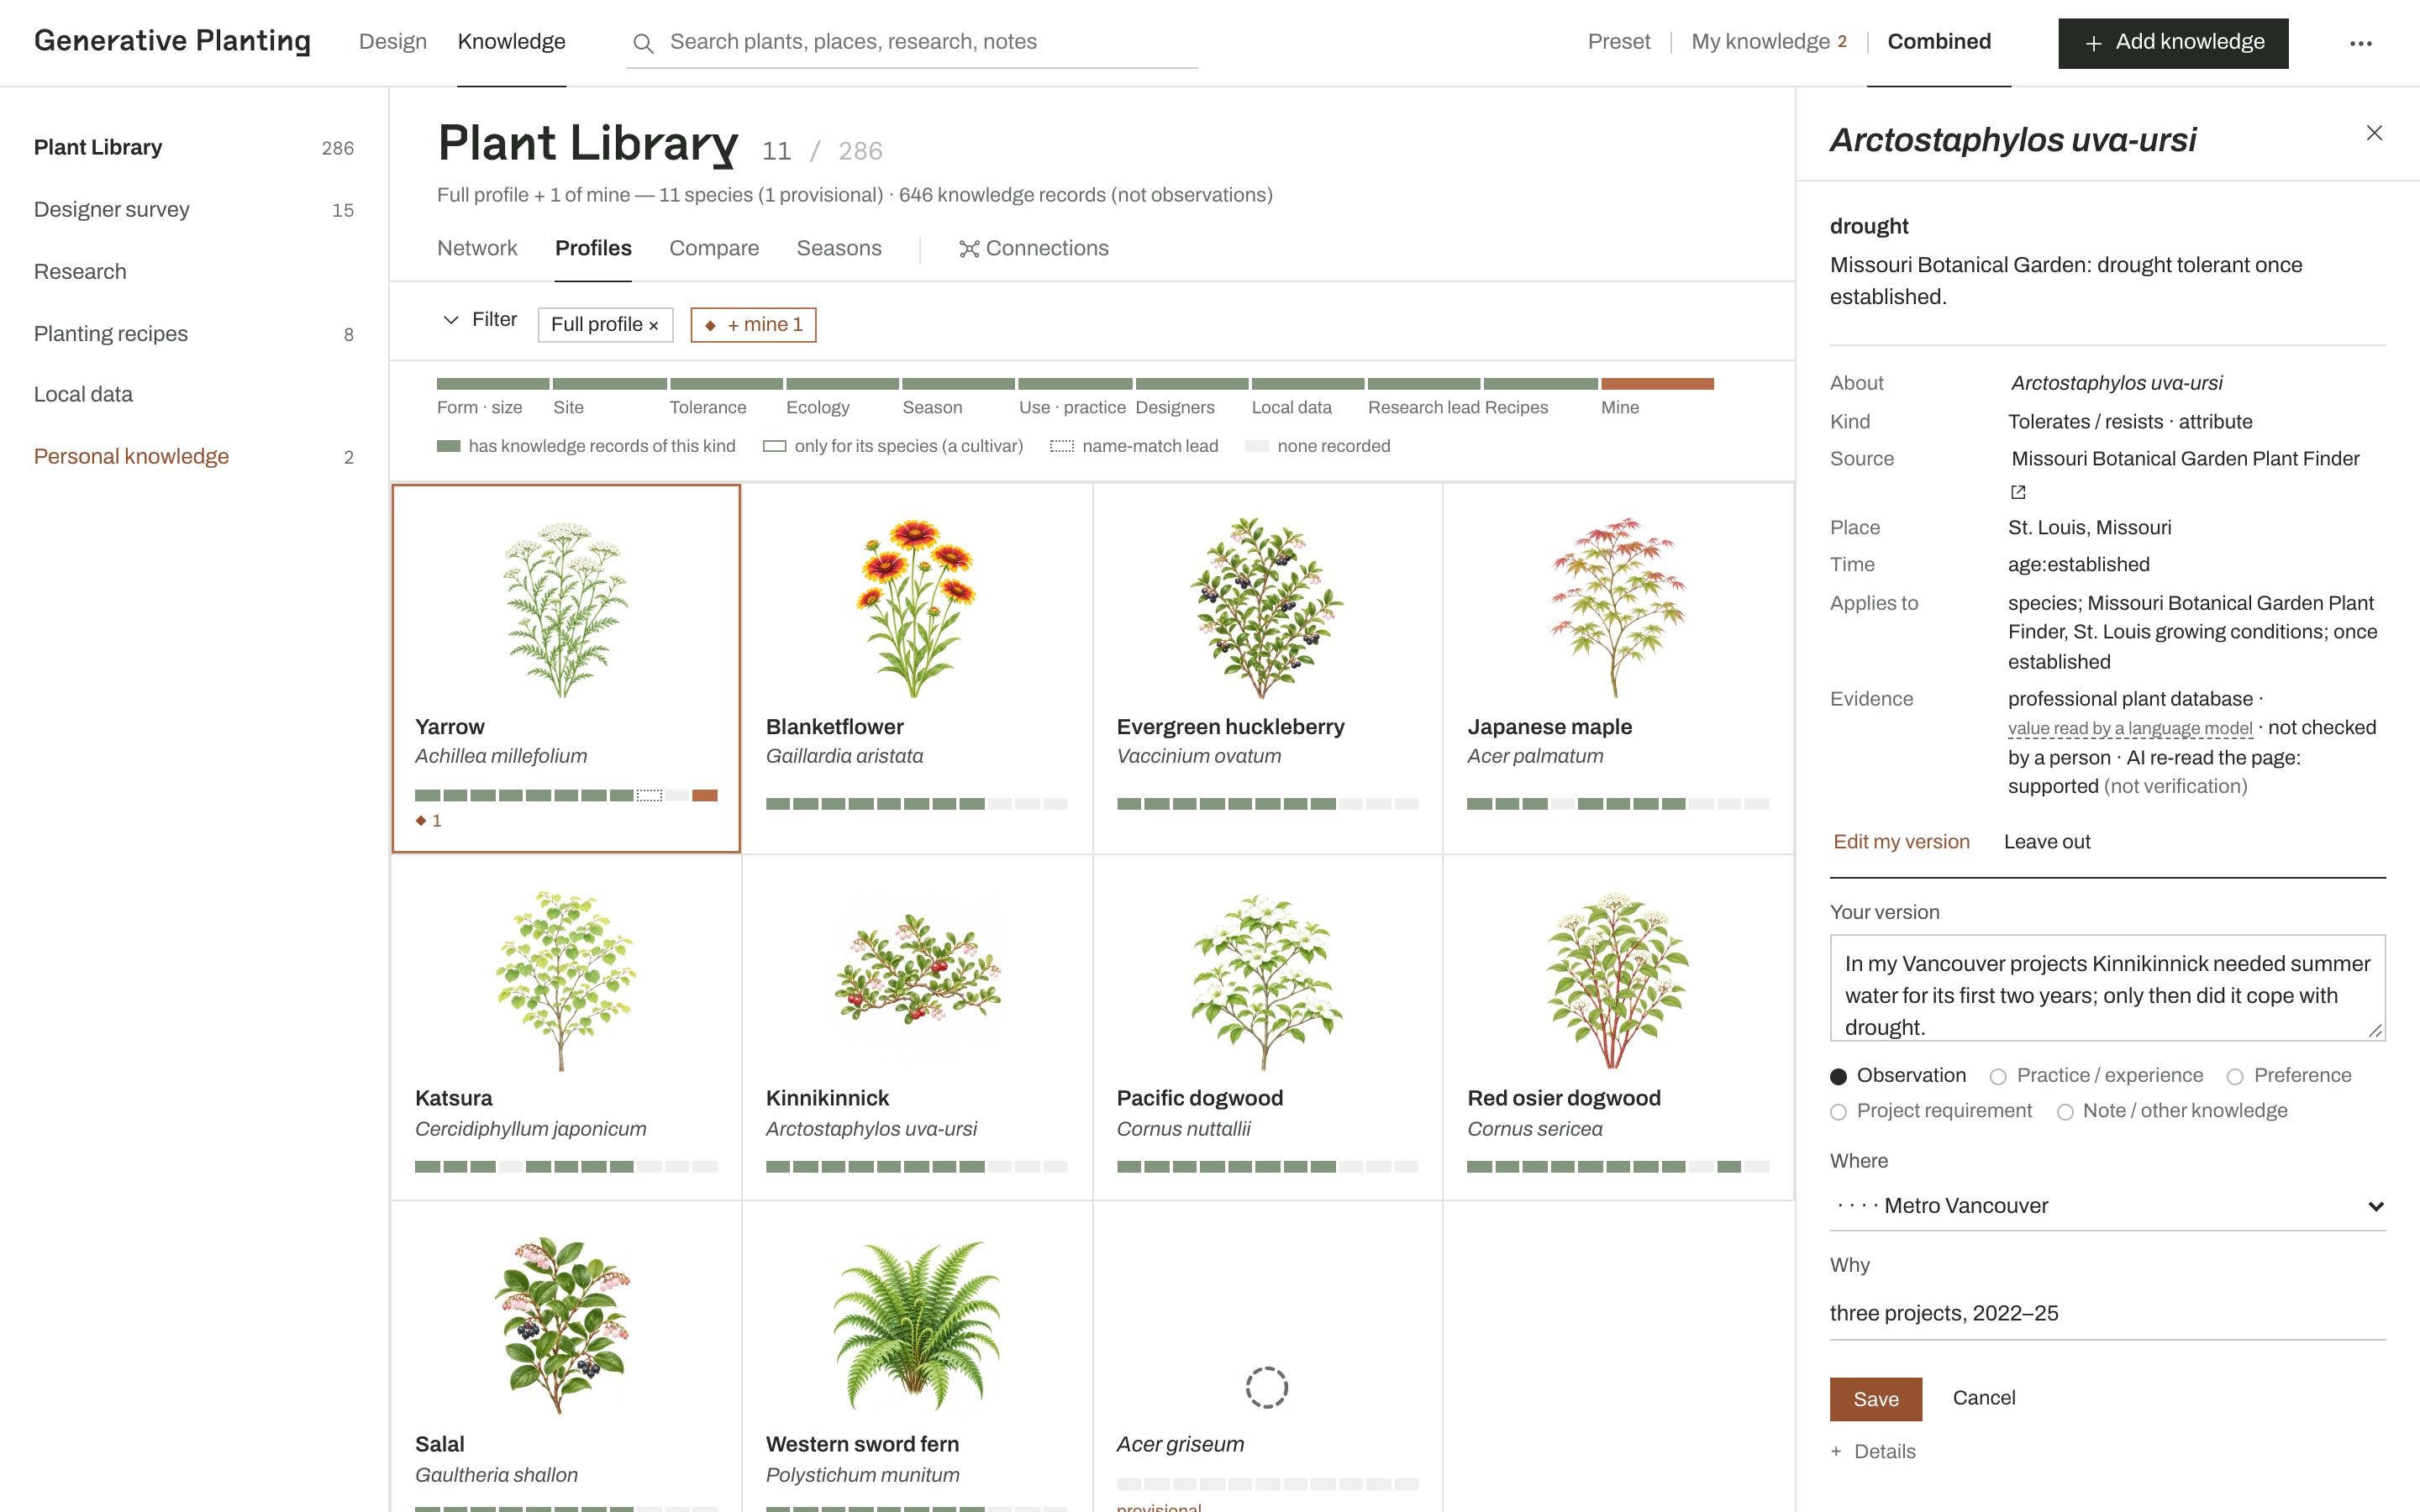 Generative Planting
Design
Knowledge
Search plants, places, research, notes
Preset
My knowledge 2
Combined
+ Add knowledge
Plant Library 286
Designer survey 15
Research
Planting recipes 8
Local data
Personal knowledge 2
Plant Library 11 / 286
Full profile + 1 of mine — 11 species (1 provisional) · 646 knowledge records (not observations)
Network
Profiles
Compare
Seasons
Connections
Filter
Full profile ×
◆ + mine 1
Form · size
Site
Tolerance
Ecology
Season
Use · practice
Designers
Local data
Research lead
Recipes
Mine
has knowledge records of this kind
only for its species (a cultivar)
name-match lead
none recorded
Yarrow
Achillea millefolium
◆ 1
Blanketflower
Gaillardia aristata
Evergreen huckleberry
Vaccinium ovatum
Japanese maple
Acer palmatum
Katsura
Cercidiphyllum japonicum
Kinnikinnick
Arctostaphylos uva-ursi
Pacific dogwood
Cornus nuttallii
Red osier dogwood
Cornus sericea
Salal
Gaultheria shallon
Western sword fern
Polystichum munitum
Acer griseum
provisional
Arctostaphylos uva-ursi
drought
Missouri Botanical Garden: drought tolerant once
established.
About Arctostaphylos uva-ursi
Kind Tolerates / resists · attribute
Source Missouri Botanical Garden Plant Finder
Place St. Louis, Missouri
Time age:established
Applies to species; Missouri Botanical Garden Plant
Finder, St. Louis growing conditions; once
established
Evidence professional plant database ·
value read by a language model · not checked
by a person · AI re-read the page:
supported (not verification)
Edit my version
Leave out
Your version
In my Vancouver projects Kinnikinnick needed summer
water for its first two years; only then did it cope with
drought.
Observation
Practice / experience
Preference
Project requirement
Note / other knowledge
Where
· · · · Metro Vancouver
Why
three projects, 2022–25
Save
Cancel
+ Details